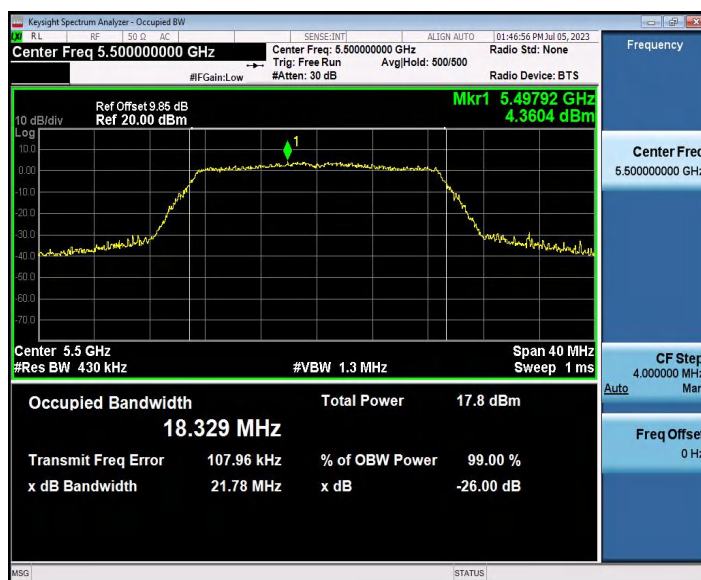 Keysight Spectrum Analyzer - Occupied BW
RL RF 50 Ω AC SENSE:INT ALIGN AUTO 01:46:56 PM Jul 05, 2023
Center Freq 5.500000000 GHz
Center Freq: 5.500000000 GHz
Radio Std: None
Trig: Free Run Avg|Hold: 500/500
#IFGain:Low #Atten: 30 dB Radio Device: BTS
Ref Offset 9.85 dB
10 dB/div Ref 20.00 dBm
Mkr1 5.49792 GHz
4.3604 dBm
Log
10.0
0.00
-10.0
-20.0
-30.0
-40.0
-50.0
-60.0
-70.0
1
Center 5.5 GHz Span 40 MHz
#Res BW 430 kHz #VBW 1.3 MHz Sweep 1 ms
Occupied Bandwidth Total Power 17.8 dBm
18.329 MHz
Transmit Freq Error 107.96 kHz % of OBW Power 99.00 %
x dB Bandwidth 21.78 MHz x dB -26.00 dB
MSG STATUS
Frequency
Center Freq
5.500000000 GHz
CF Step
4.000000 MHz
Auto Man
Freq Offset
0 Hz